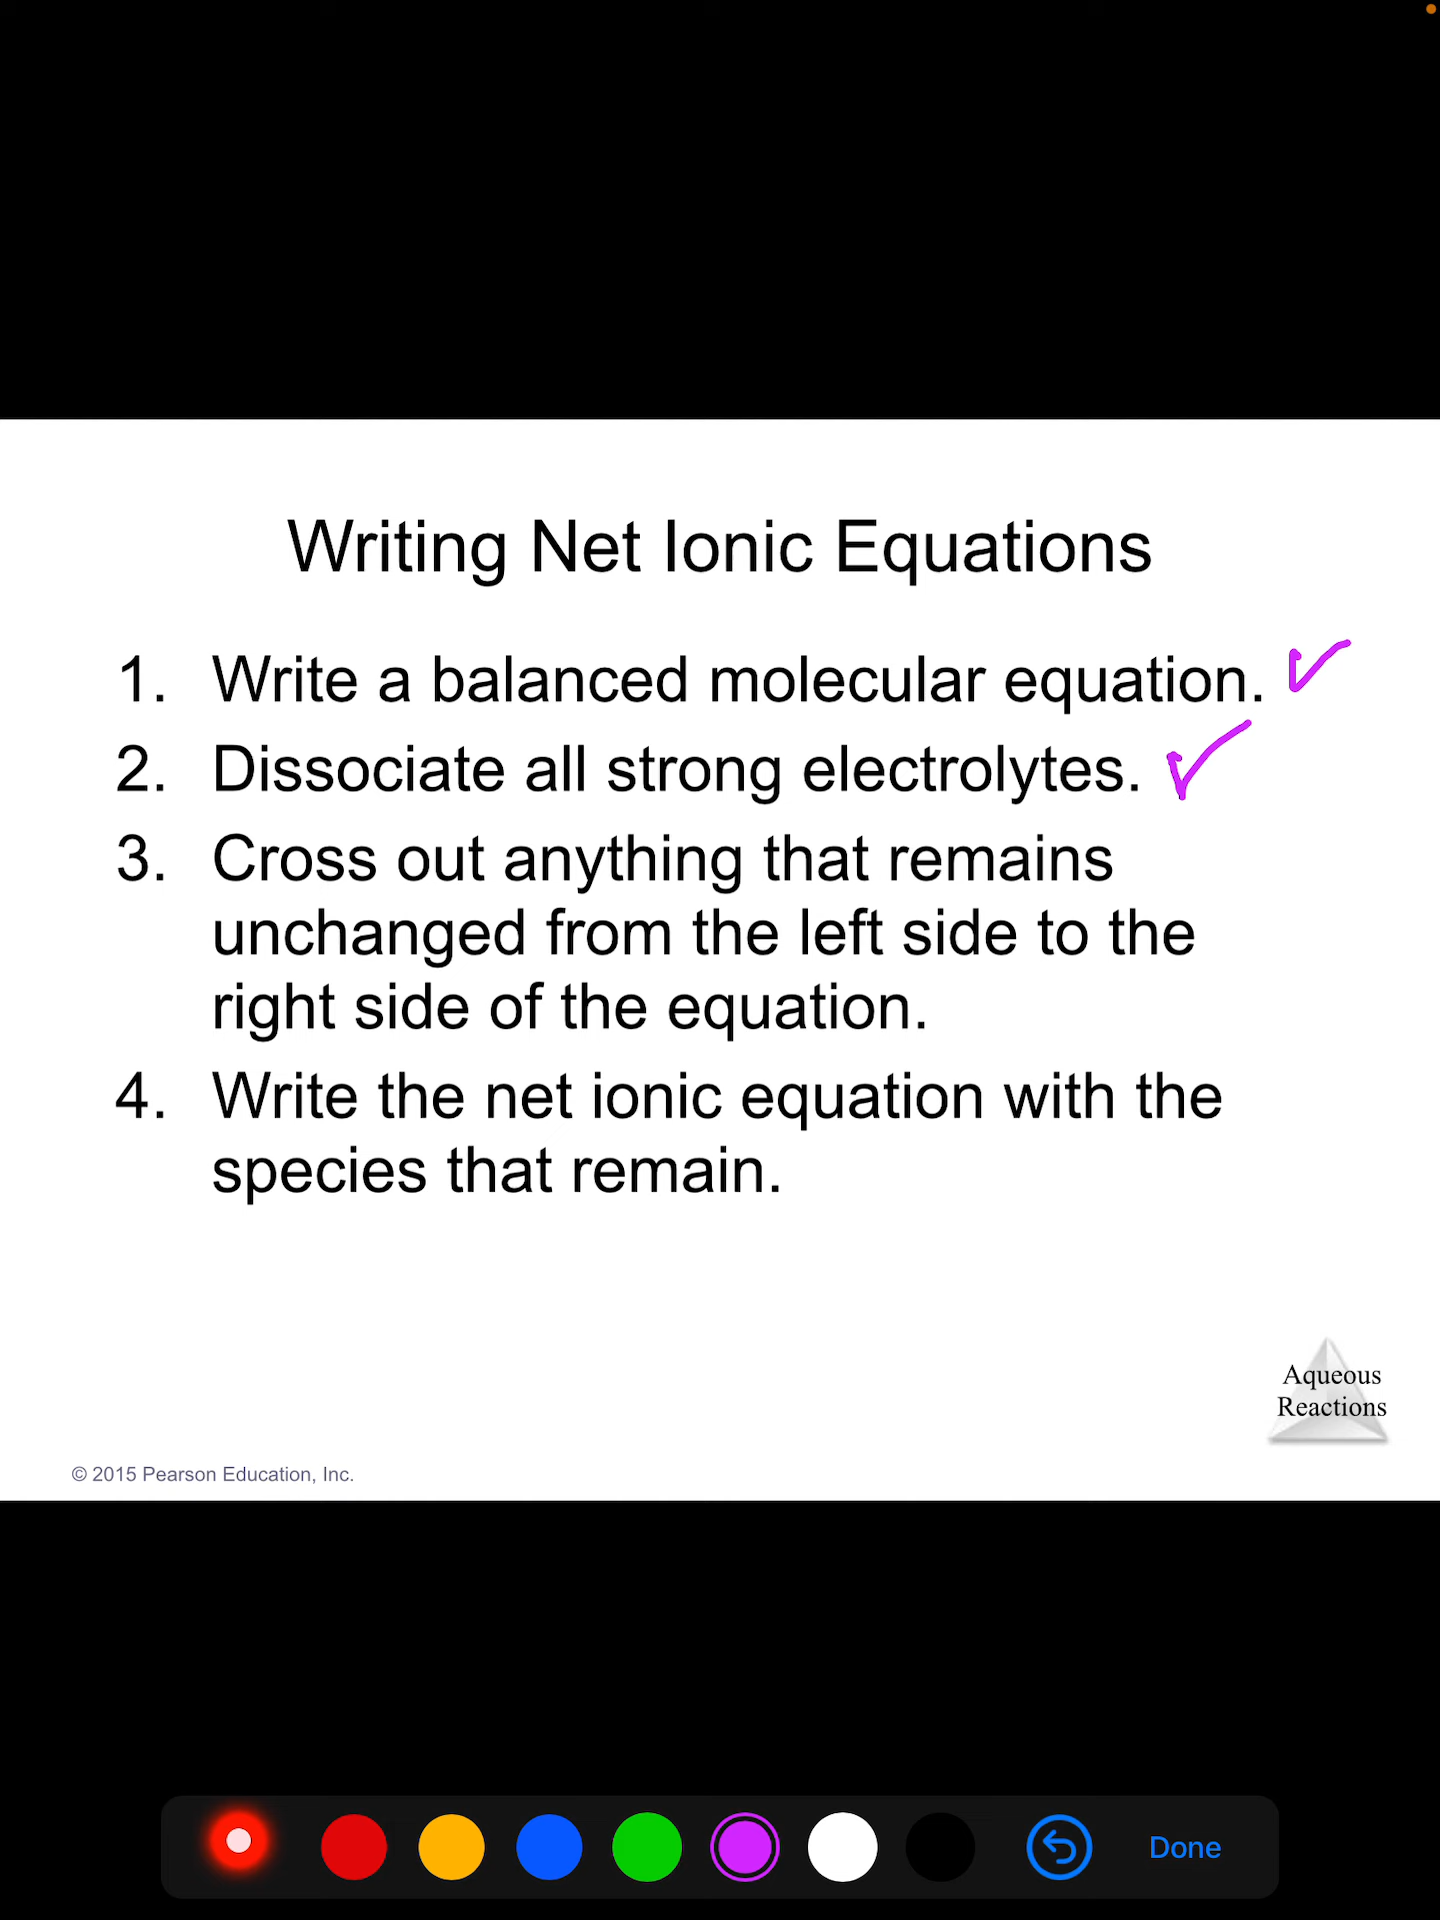 Writing Net Ionic Equations
1. Write a balanced molecular equation.
2. Dissociate all strong electrolytes.
3. Cross out anything that remains
unchanged from the left side to the
right side of the equation.
4. Write the net ionic equation with the
species that remain.
Aqueous
Reactions
© 2015 Pearson Education, Inc.
Done